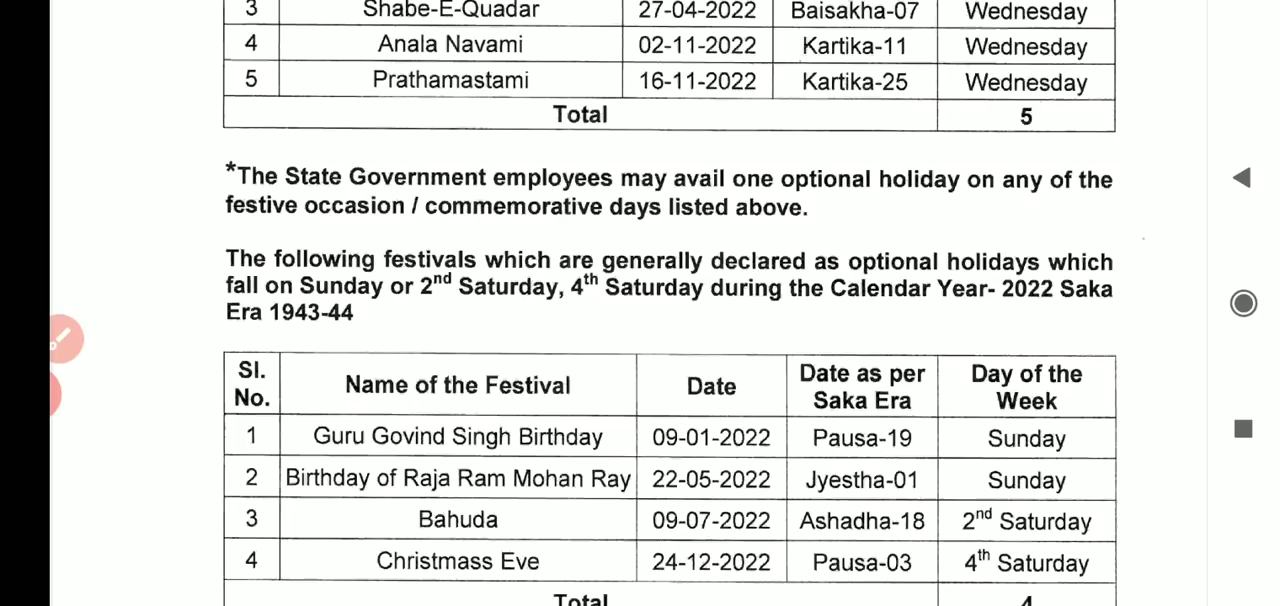 3 Shabe-E-Quadar 27-04-2022 Baisakha-07 Wednesday
4 Anala Navami 02-11-2022 Kartika-11 Wednesday
5 Prathamastami 16-11-2022 Kartika-25 Wednesday
Total 5
*The State Government employees may avail one optional holiday on any of the
festive occasion / commemorative days listed above.
The following festivals which are generally declared as optional holidays which
fall on Sunday or 2nd Saturday, 4th Saturday during the Calendar Year- 2022 Saka
Era 1943-44
Sl. No. Name of the Festival Date Date as per Saka Era Day of the Week
1 Guru Govind Singh Birthday 09-01-2022 Pausa-19 Sunday
2 Birthday of Raja Ram Mohan Ray 22-05-2022 Jyestha-01 Sunday
3 Bahuda 09-07-2022 Ashadha-18 2nd Saturday
4 Christmass Eve 24-12-2022 Pausa-03 4th Saturday
Total 4